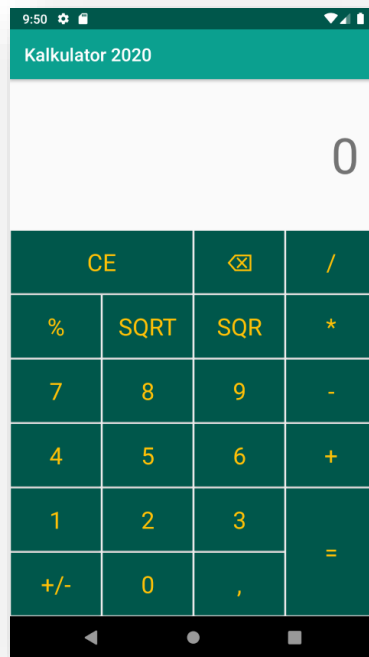 9:50
Kalkulator 2020
0
CE ⌫ /
% SQRT SQR *
7 8 9 -
4 5 6 +
1 2 3
=
+/- 0 ,